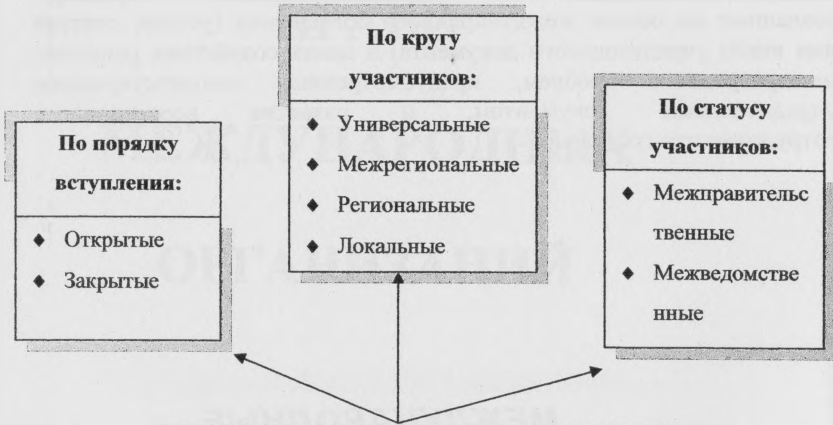 По порядку
вступления:
♦ Открытые
♦ Закрытые
По кругу
участников:
♦ Универсальные
♦ Межрегиональные
♦ Региональные
♦ Локальные
По статусу
участников:
♦ Межправительс
твенные
♦ Межведомстве
нные